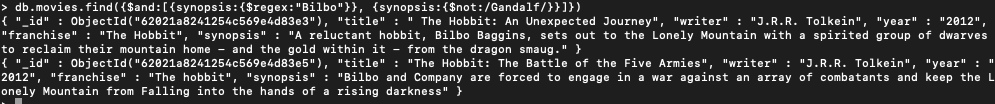 > db.movies.find({$and:[{synopsis:{$regex:"Bilbo"}}, {synopsis:{$not:/Gandalf/}}]})
{ "_id" : ObjectId("62021a8241254c569e4d83e3"), "title" : " The Hobbit: An Unexpected Journey", "writer" : "J.R.R. Tolkein", "year" : "2012",
"franchise" : "The Hobbit", "synopsis" : "A reluctant hobbit, Bilbo Baggins, sets out to the Lonely Mountain with a spirited group of dwarves
to reclaim their mountain home – and the gold within it – from the dragon smaug." }
{ "_id" : ObjectId("62021a8241254c569e4d83e5"), "title" : "The Hobbit: The Battle of the Five Armies", "writer" : "J.R.R. Tolkein", "year" : "
2012", "franchise" : "The hobbit", "synopsis" : "Bilbo and Company are forced to engage in a war against an array of combatants and keep the L
onely Mountain from Falling into the hands of a rising darkness" }
>